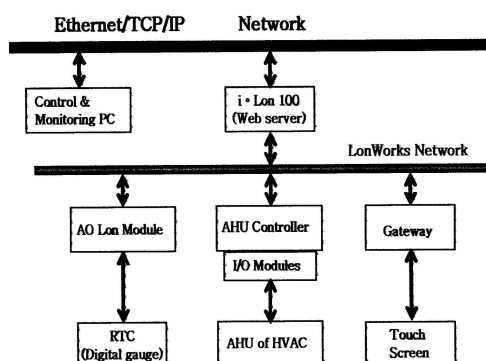 Ethernet/TCP/IP Network
Control &
Monitoring PC
i•Lon 100
(Web server)
LonWorks Network
AO Lon Module
AHU Controller
Gateway
I/O Modules
RTC
(Digital gauge)
AHU of HVAC
Touch
Screen